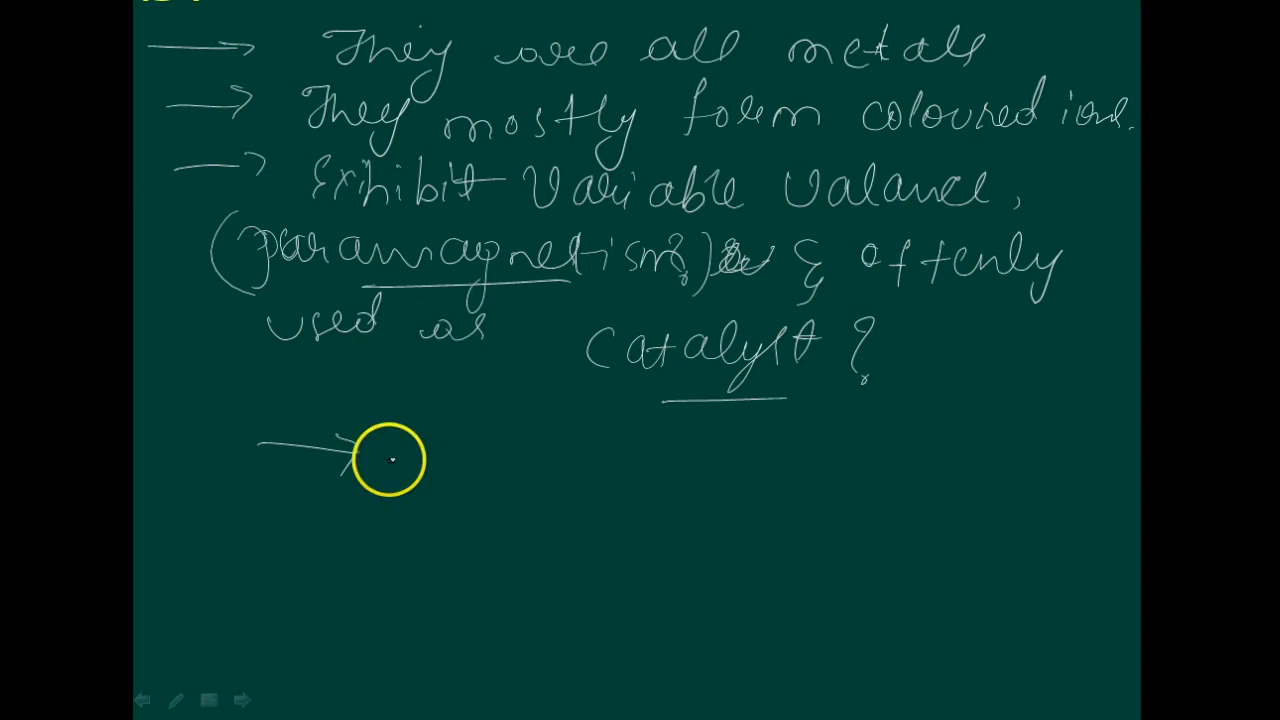 → They are all metals
→ They mostly form coloured ions.
→ Exhibit Variable Valance,
(paramagnetism?) & oftenly
used as catalyst ?
→